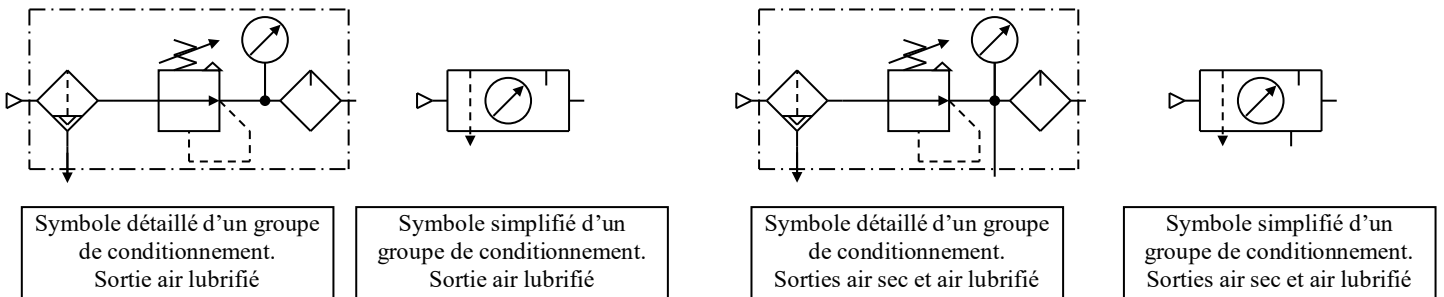 Symbole détaillé d’un groupe
de conditionnement.
Sortie air lubrifié
Symbole simplifié d’un
groupe de conditionnement.
Sortie air lubrifié
Symbole détaillé d’un groupe
de conditionnement.
Sorties air sec et air lubrifié
Symbole simplifié d’un
groupe de conditionnement.
Sorties air sec et air lubrifié